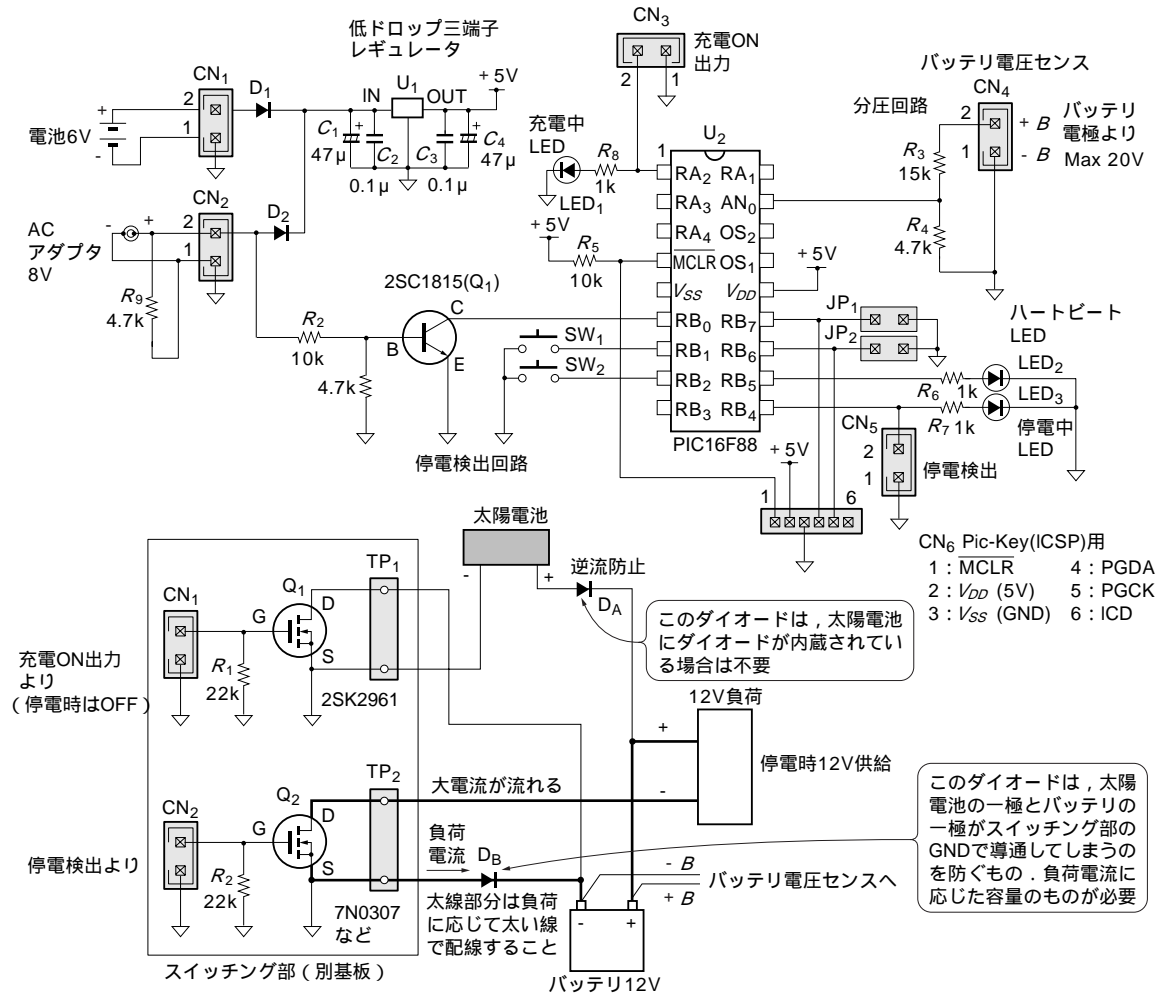 CN3
充電ON
出力
2
1
低ドロップ三端子
レギュレータ
U1
IN
OUT
+5V
CN1
2
1
D1
+
電池6V
-
C1
47μ
+
C2
0.1μ
C3
0.1μ
+
C4
47μ
CN2
2
1
D2
AC
アダプタ
8V
-
+
R9
4.7k
充電中
LED
LED1
R8
1k
+5V
R5
10k
2SC1815(Q1)
C
B
E
R2
10k
4.7k
停電検出回路
SW1
SW2
U2
1
RA2
RA1
RA3
AN0
RA4
OS2
MCLR
OS1
VSS
VDD
RB0
RB7
RB1
RB6
RB2
RB5
RB3
RB4
PIC16F88
+5V
バッテリ電圧センス
CN4
分圧回路
2
1
+B
-B
バッテリ
電極より
Max 20V
R3
15k
R4
4.7k
JP1
JP2
ハートビート
LED
LED2
R6
1k
LED3
R7 1k
停電中
LED
CN5
2
1
停電検出
+5V
1
6
CN6 Pic-Key(ICSP)用
1：MCLR
2：VDD (5V)
3：VSS (GND)
4：PGDA
5：PGCK
6：ICD
太陽電池
-
+
逆流防止
DA
このダイオードは，太陽電池
にダイオードが内蔵されてい
る場合は不要
CN1
Q1
G
D
S
TP1
R1
22k
2SK2961
充電ON出力
より
（停電時はOFF）
12V負荷
+
-
停電時12V供給
CN2
Q2
G
D
S
TP2
R2
22k
7N0307
など
停電検出より
スイッチング部（別基板）
大電流が流れる
負荷
電流
DB
太線部分は負荷
に応じて太い線
で配線すること
-B
+B
バッテリ電圧センスへ
-
+
バッテリ12V
このダイオードは，太陽
電池の－極とバッテリの
－極がスイッチング部の
GNDで導通してしまうの
を防ぐもの．負荷電流に
応じた容量のものが必要